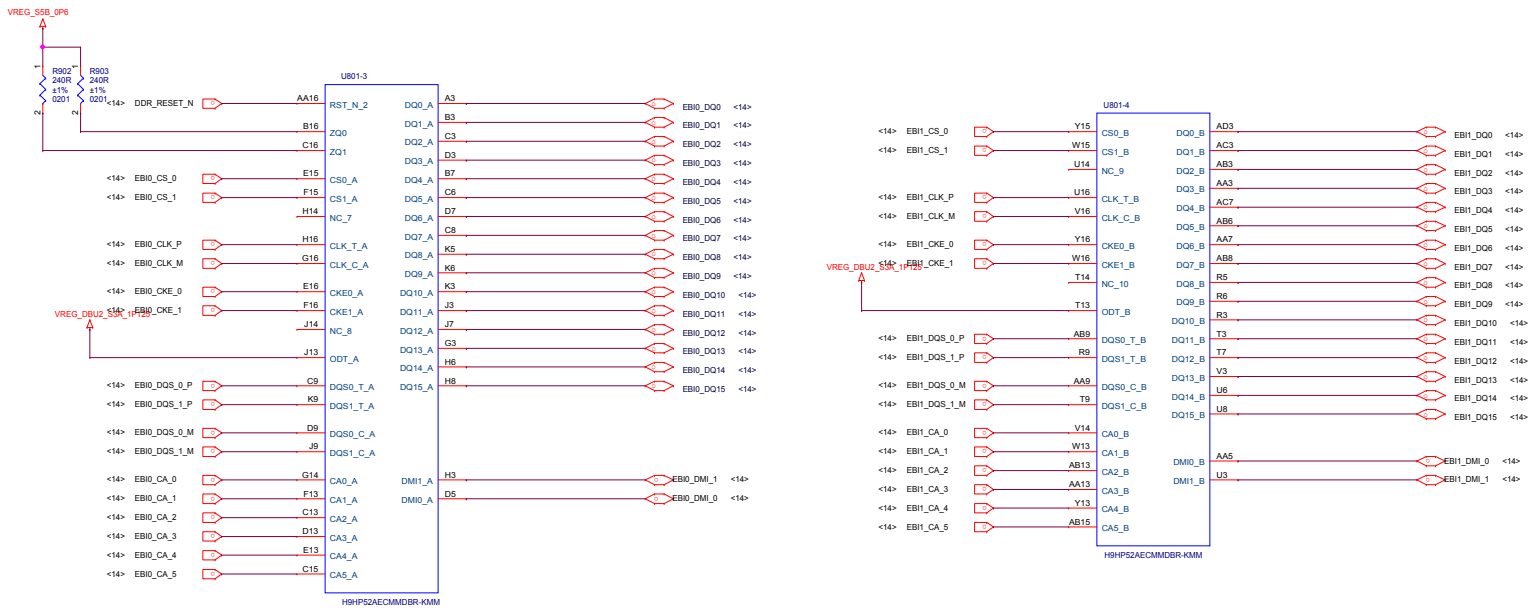 VREG_S5B_0P6
1
1
R902
240R
±1%
0201
R903
240R
±1%
0201
2
2
U801-3
<14> DDR_RESET_N AA16 RST_N_2 DQ0_A A3 EBI0_DQ0 <14>
DQ1_A B3 EBI0_DQ1 <14>
B16 ZQ0
DQ2_A C3 EBI0_DQ2 <14>
C16 ZQ1
DQ3_A D3 EBI0_DQ3 <14>
<14> EBI0_CS_0 E15 CS0_A DQ4_A B7 EBI0_DQ4 <14>
<14> EBI0_CS_1 F15 CS1_A DQ5_A C6 EBI0_DQ5 <14>
H14 NC_7 DQ6_A D7 EBI0_DQ6 <14>
DQ7_A C8 EBI0_DQ7 <14>
<14> EBI0_CLK_P H16 CLK_T_A
DQ8_A K5 EBI0_DQ8 <14>
<14> EBI0_CLK_M G16 CLK_C_A
DQ9_A K6 EBI0_DQ9 <14>
<14> EBI0_CKE_0 E16 CKE0_A DQ10_A K3 EBI0_DQ10 <14>
<14> EBI0_CKE_1 F16 CKE1_A DQ11_A J3 EBI0_DQ11 <14>
VREG_DBU2_S3A_1P125
J14 NC_8 DQ12_A J7 EBI0_DQ12 <14>
DQ13_A G3 EBI0_DQ13 <14>
J13 ODT_A
DQ14_A H6 EBI0_DQ14 <14>
<14> EBI0_DQS_0_P C9 DQS0_T_A DQ15_A H8 EBI0_DQ15 <14>
<14> EBI0_DQS_1_P K9 DQS1_T_A
<14> EBI0_DQS_0_M D9 DQS0_C_A
<14> EBI0_DQS_1_M J9 DQS1_C_A
<14> EBI0_CA_0 G14 CA0_A DMI1_A H3 EBI0_DMI_1 <14>
<14> EBI0_CA_1 F13 CA1_A DMI0_A D5 EBI0_DMI_0 <14>
<14> EBI0_CA_2 C13 CA2_A
<14> EBI0_CA_3 D13 CA3_A
<14> EBI0_CA_4 E13 CA4_A
<14> EBI0_CA_5 C15 CA5_A
H9HP52AECMMDBR-KMM
U801-4
<14> EBI1_CS_0 Y15 CS0_B DQ0_B AD3 EBI1_DQ0 <14>
<14> EBI1_CS_1 W15 CS1_B DQ1_B AC3 EBI1_DQ1 <14>
U14 NC_9 DQ2_B AB3 EBI1_DQ2 <14>
DQ3_B AA3 EBI1_DQ3 <14>
<14> EBI1_CLK_P U16 CLK_T_B
DQ4_B AC7 EBI1_DQ4 <14>
<14> EBI1_CLK_M V16 CLK_C_B
DQ5_B AB6 EBI1_DQ5 <14>
<14> EBI1_CKE_0 Y16 CKE0_B DQ6_B AA7 EBI1_DQ6 <14>
<14> EBI1_CKE_1 W16 CKE1_B DQ7_B AB8 EBI1_DQ7 <14>
VREG_DBU2_S3A_1P125
T14 NC_10 DQ8_B R5 EBI1_DQ8 <14>
DQ9_B R6 EBI1_DQ9 <14>
T13 ODT_B
DQ10_B R3 EBI1_DQ10 <14>
<14> EBI1_DQS_0_P AB9 DQS0_T_B DQ11_B T3 EBI1_DQ11 <14>
<14> EBI1_DQS_1_P R9 DQS1_T_B DQ12_B T7 EBI1_DQ12 <14>
DQ13_B V3 EBI1_DQ13 <14>
<14> EBI1_DQS_0_M AA9 DQS0_C_B
DQ14_B U6 EBI1_DQ14 <14>
<14> EBI1_DQS_1_M T9 DQS1_C_B
DQ15_B U8 EBI1_DQ15 <14>
<14> EBI1_CA_0 V14 CA0_B
<14> EBI1_CA_1 W13 CA1_B
DMI0_B AA5 EBI1_DMI_0 <14>
<14> EBI1_CA_2 AB13 CA2_B
DMI1_B U3 EBI1_DMI_1 <14>
<14> EBI1_CA_3 AA13 CA3_B
<14> EBI1_CA_4 Y13 CA4_B
<14> EBI1_CA_5 AB15 CA5_B
H9HP52AECMMDBR-KMM